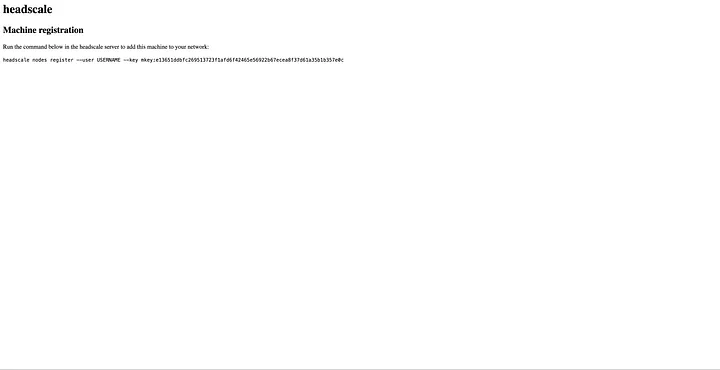 headscale
Machine registration
Run the command below in the headscale server to add this machine to your network:
headscale nodes register --user USERNAME --key mkey:e13651ddbfc269513723f1afd6f42465e56922b67ecea8f37d61a35b1b357e0c